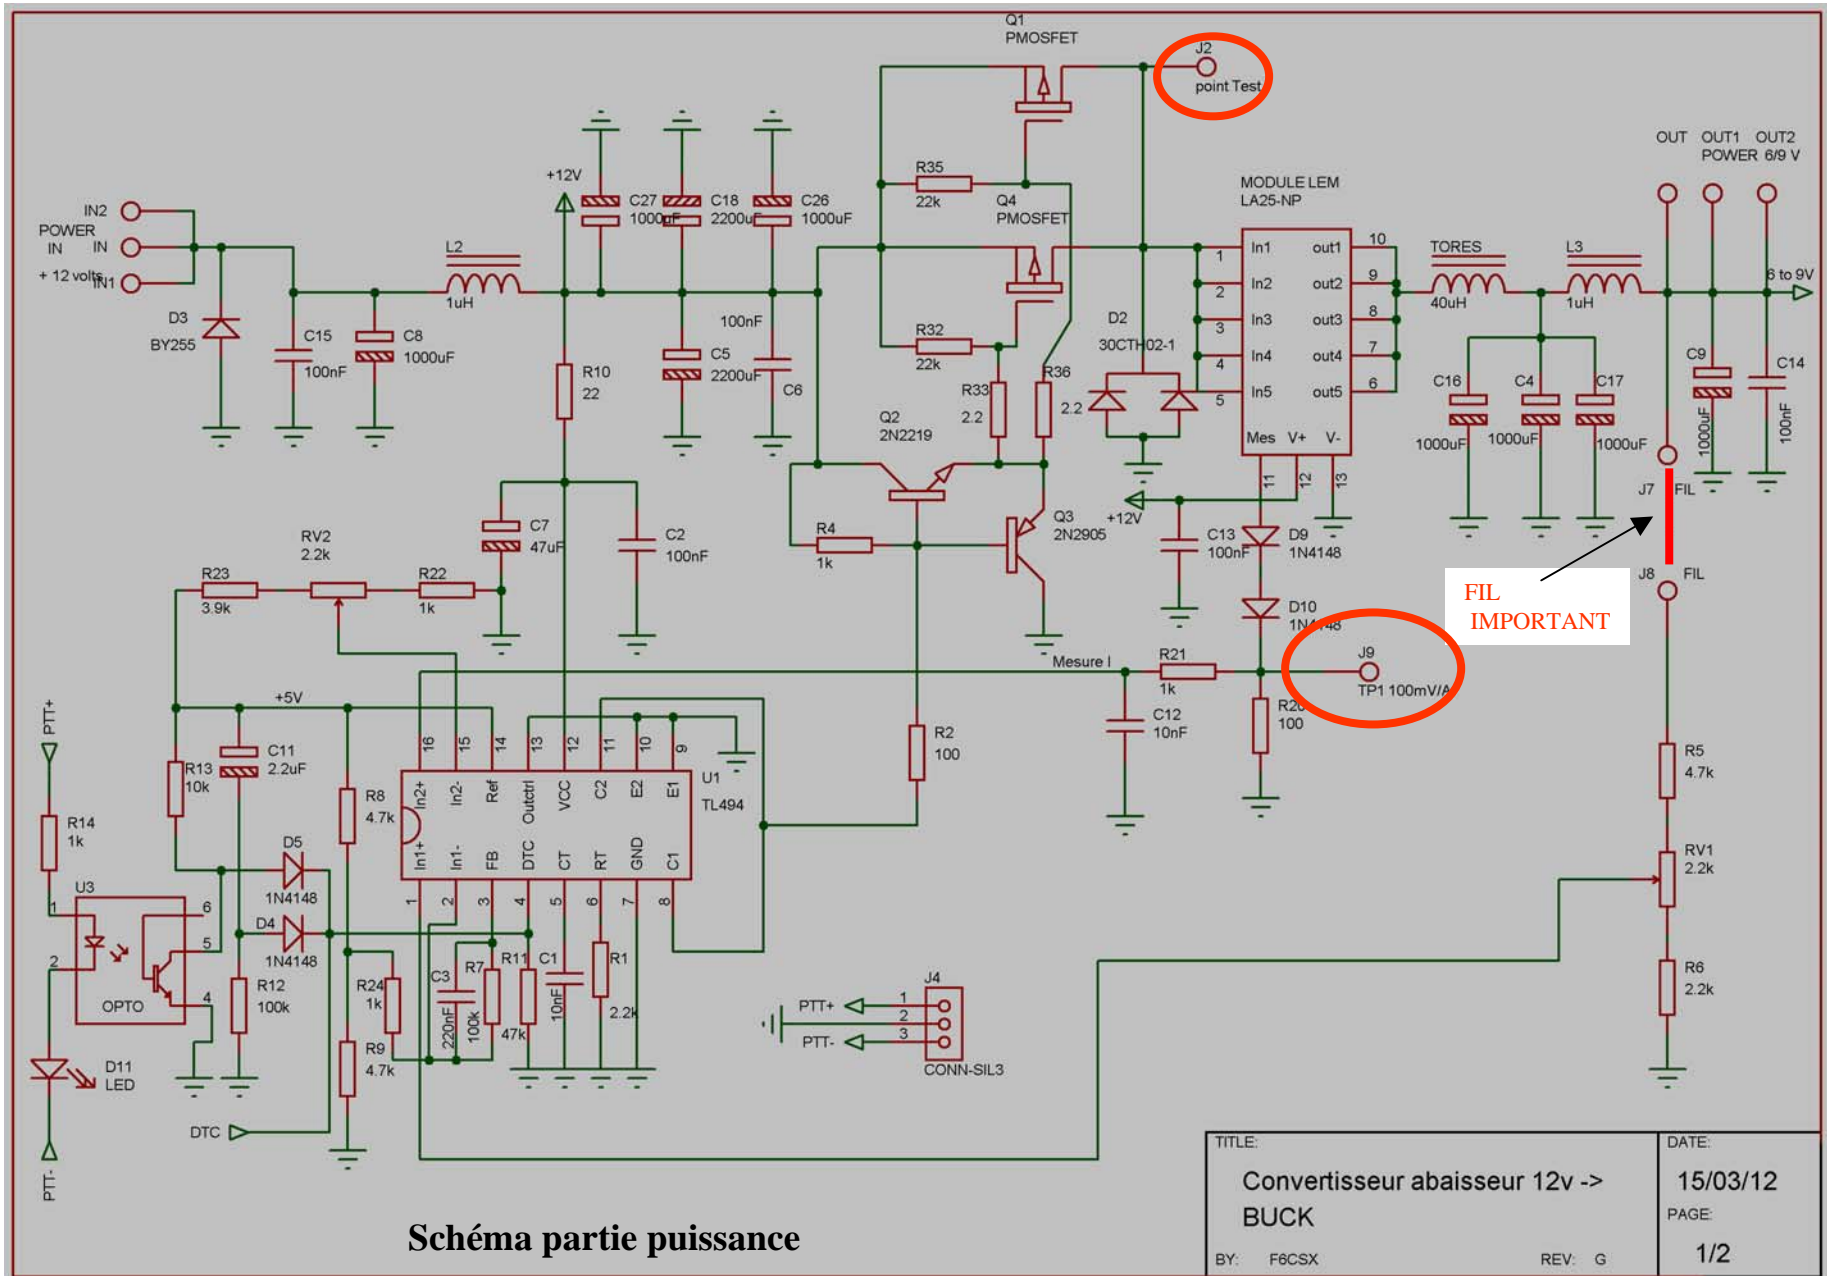 Q1
PMOSFET
J2
point Test
OUT
OUT1
OUT2
POWER 6/9 V
+12V
C27
1000uF
C18
2200uF
C26
1000uF
R35
22k
Q4
PMOSFET
MODULE LEM
LA25-NP
IN2
POWER
IN
IN
+ 12 volts
IN1
L2
1uH
In1
out1
1
10
In2
out2
2
9
In3
out3
3
8
In4
out4
4
7
In5
out5
5
6
Mes
V+
V-
11
12
13
TORES
40uH
L3
1uH
6 to 9V
D3
BY255
C15
100nF
C8
1000uF
100nF
C5
2200uF
C6
R32
22k
D2
30CTH02-1
R10
22
R33
2.2
R36
2.2
C16
1000uF
C4
1000uF
C17
1000uF
C9
1000uF
C14
100nF
Q2
2N2219
J7
FIL
+12V
C7
47uF
C2
100nF
R4
1k
Q3
2N2905
C13
100nF
D9
1N4148
RV2
2.2k
R23
3.9k
R22
1k
D10
1N4148
J8
FIL
FIL
IMPORTANT
Mesure I
R21
1k
J9
TP1 100mV/A
+5V
C12
10nF
R20
100
PTT+
C11
2.2uF
R13
10k
R8
4.7k
16
15
14
13
12
11
10
9
In2+
In2-
Ref
Outctrl
VCC
C2
E2
E1
U1
TL494
In1+
In1-
FB
DTC
CT
RT
GND
C1
1
2
3
4
5
6
7
8
R2
100
R5
4.7k
R14
1k
D5
1N4148
RV1
2.2k
U3
1
6
D4
1N4148
2
5
4
OPTO
R12
100k
R24
1k
C3
220nF
R7
100k
R11
47k
C1
10nF
R1
2.2k
J4
PTT+
1
2
PTT-
3
CONN-SIL3
R6
2.2k
R9
4.7k
D11
LED
DTC
PTT-
TITLE:
Convertisseur abaisseur 12v ->
BUCK
BY: F6CSX
REV: G
DATE:
15/03/12
PAGE:
1/2
Schéma partie puissance